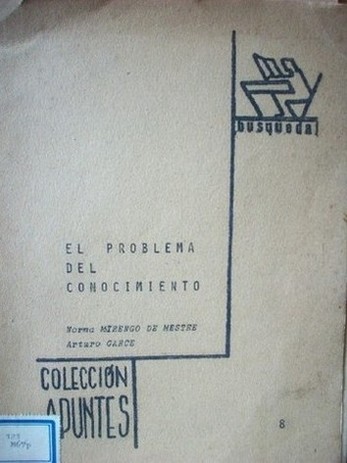 busqueda
EL PROBLEMA
DEL
CONOCIMIENTO
Norma MIRENGO DE MESTRE
Arturo GARCE
COLECCIÓN
APUNTES
8